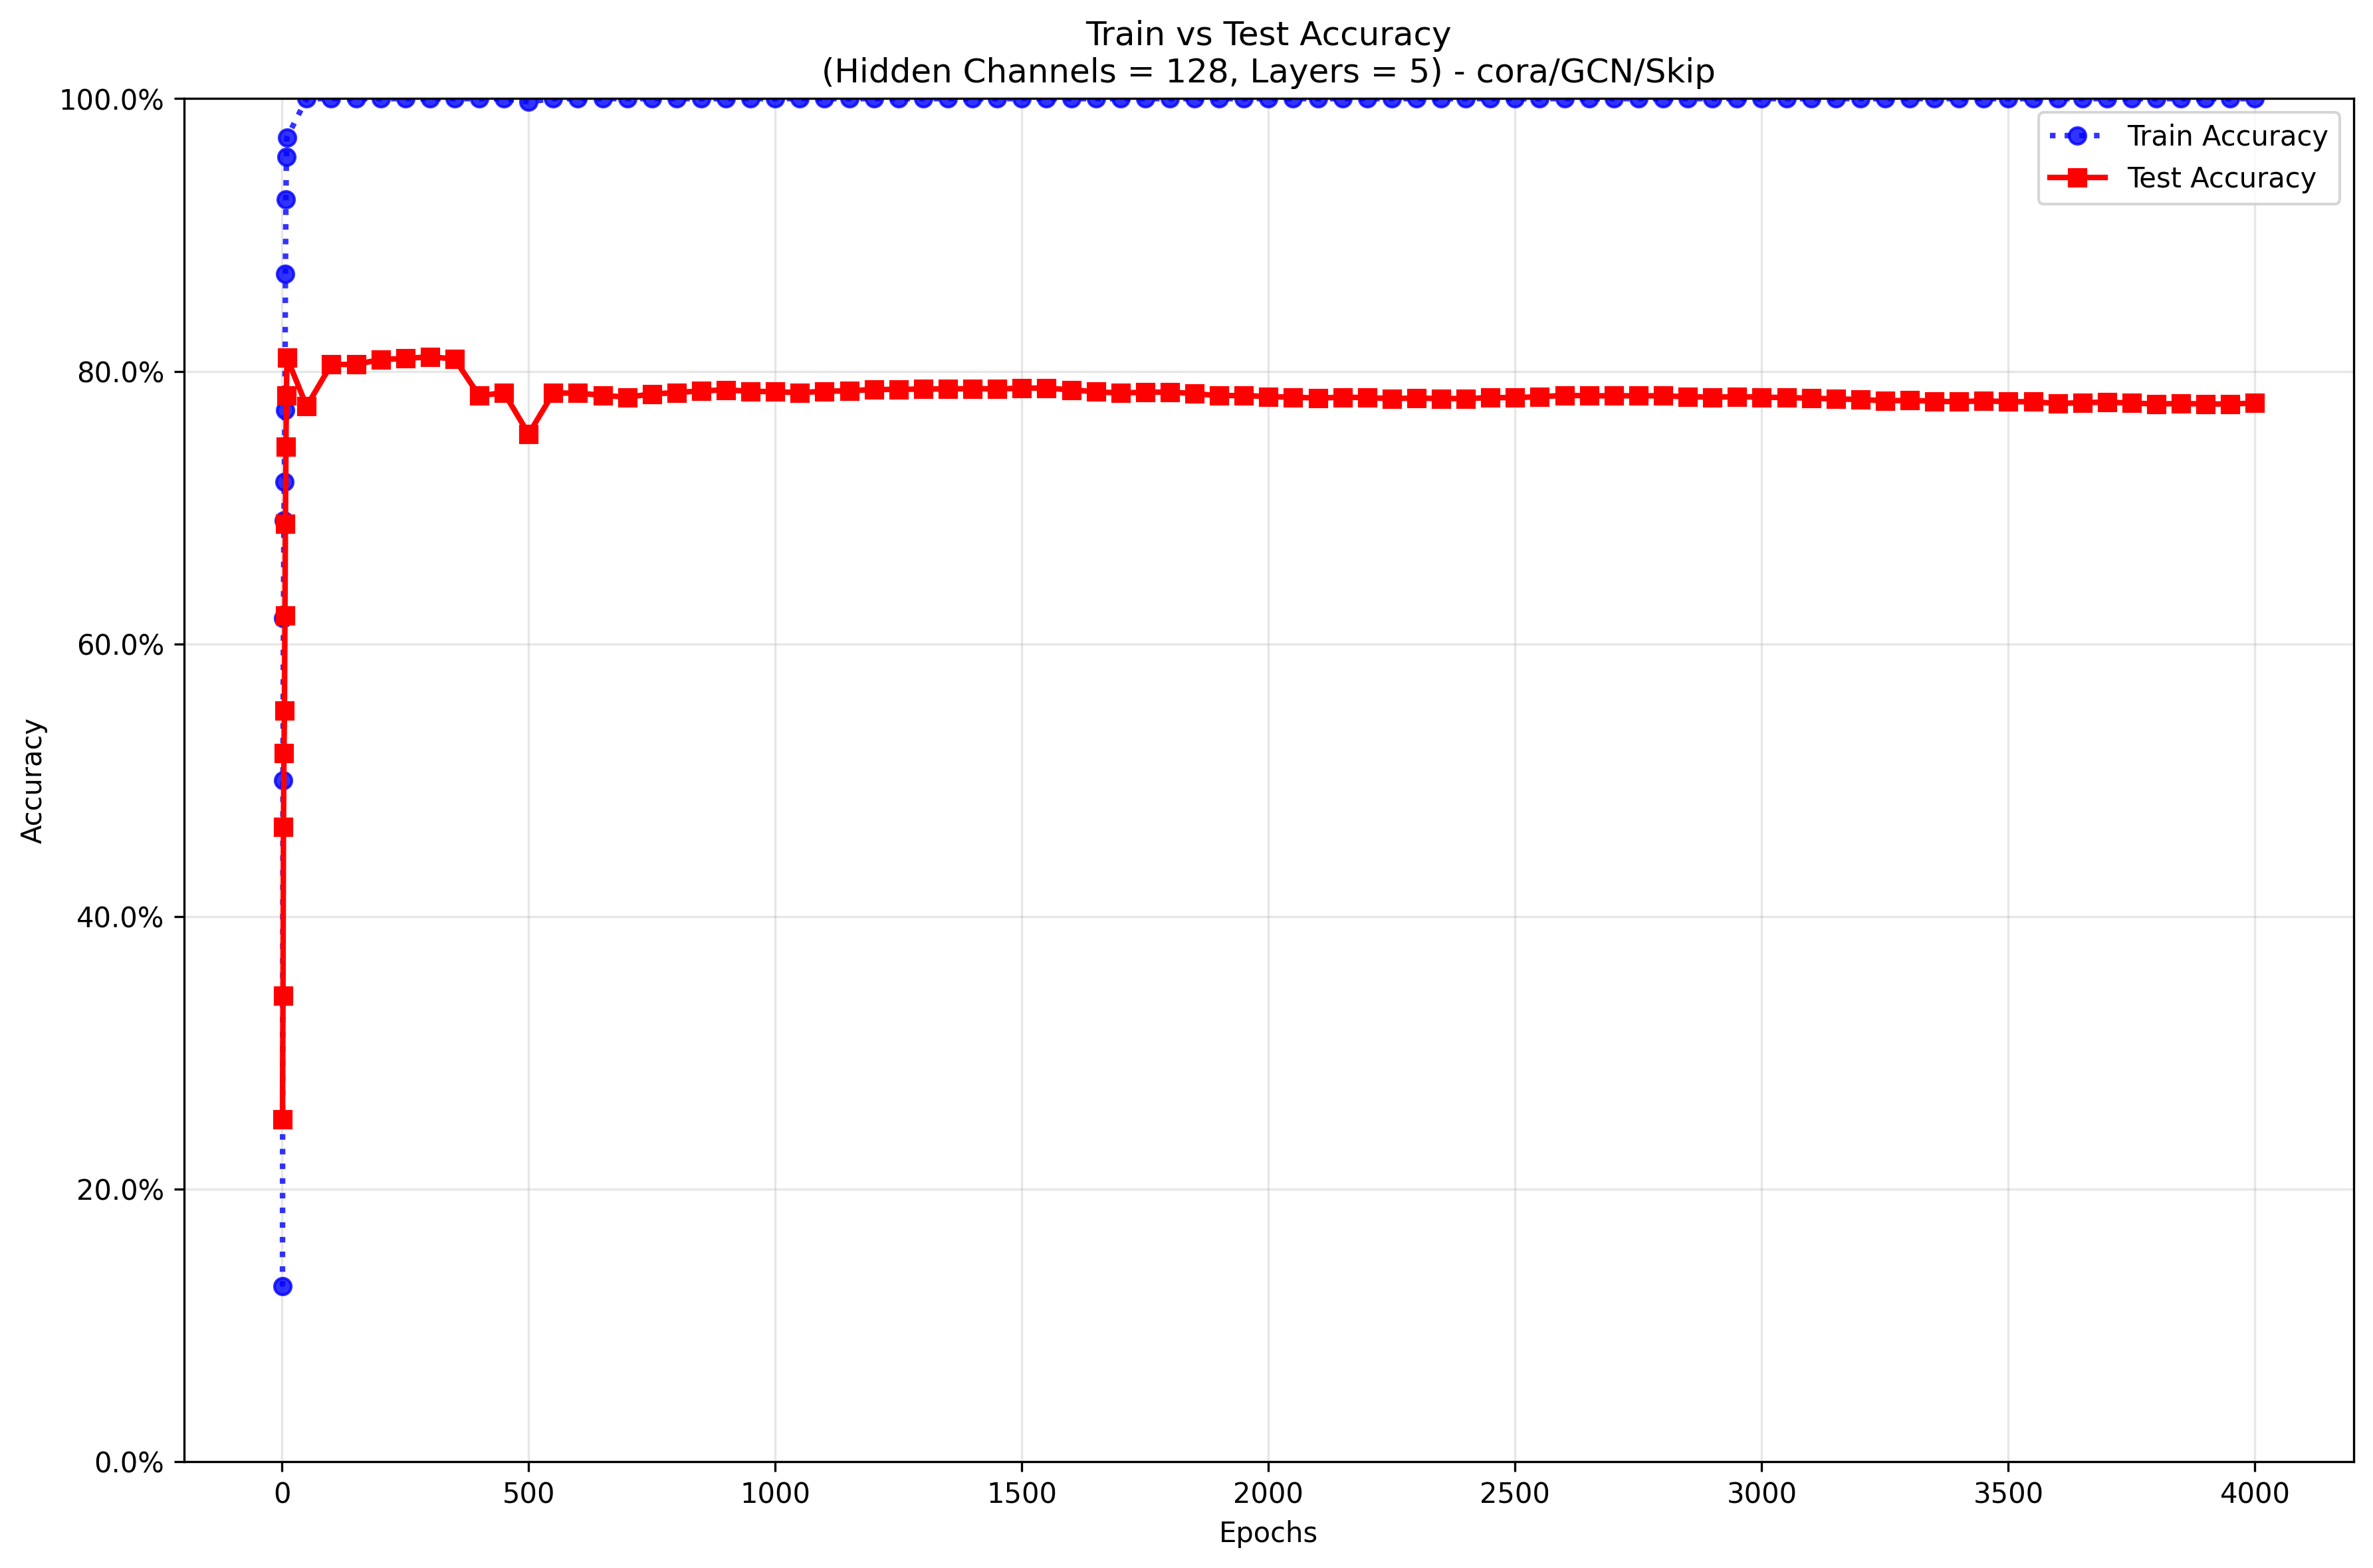 Train vs Test Accuracy
(Hidden Channels = 128, Layers = 5) - cora/GCN/Skip
100.0%
80.0%
60.0%
40.0%
20.0%
0.0%
Accuracy
Train Accuracy
Test Accuracy
0 500 1000 1500 2000 2500 3000 3500 4000
Epochs